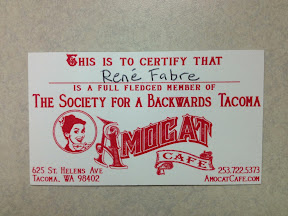 This is to certify that
René Fabre
is a full fledged member of
The Society for a Backwards Tacoma
Amocat
Cafe
625 St. Helens Ave
Tacoma, WA 98402
253.722.5373
AmocatCafe.com